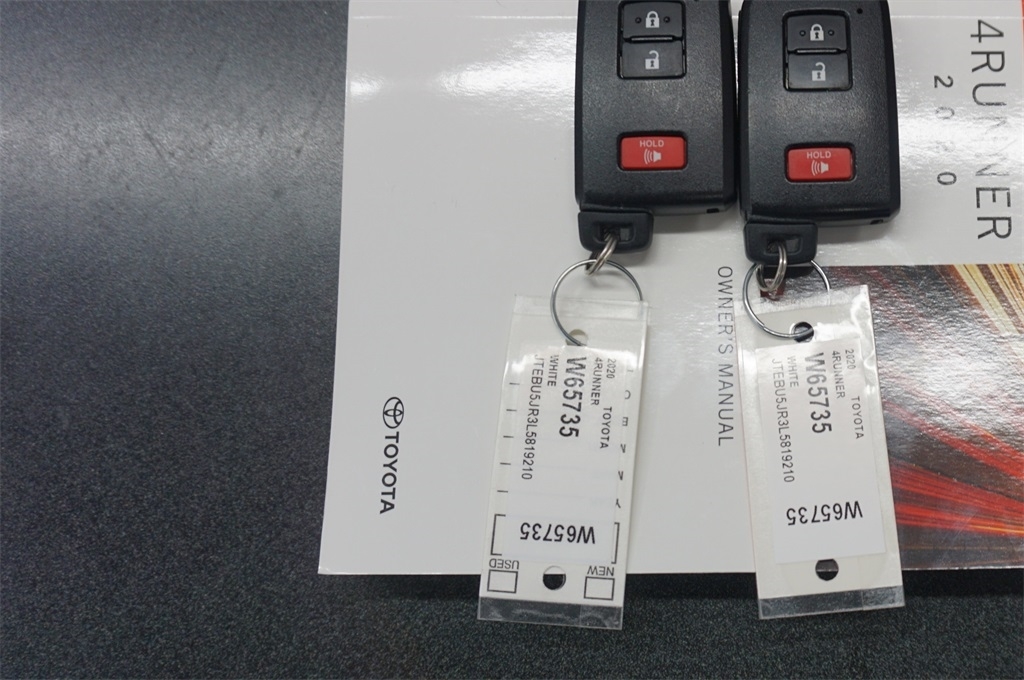 HOLD
HOLD
4RUNNER
2020
OWNER'S MANUAL
TOYOTA
2020 TOYOTA
4RUNNER
W65735
WHITE
JTEBU5JR3L5819210
W65735
NEW
USED
2020 TOYOTA
4RUNNER
W65735
WHITE
JTEBU5JR3L5819210
W65735